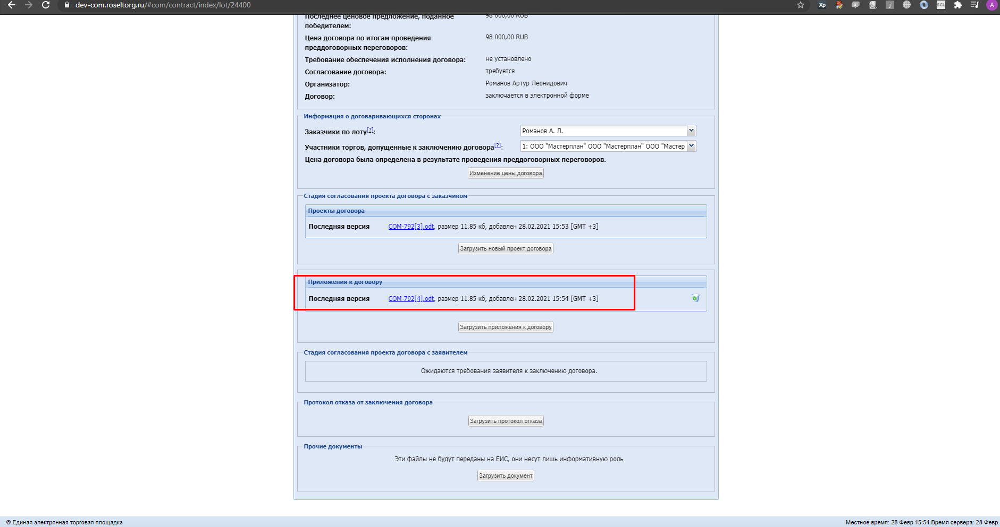 dev-com.roseltorg.ru/#com/contract/index/lot/24400
Xp
q
j
SCL
A
Последнее ценовое предложение, поданное победителем:
98 000,00 RUB
Цена договора по итогам проведения преддоговорных переговоров:
98 000,00 RUB
Требование обеспечения исполнения договора:
не установлено
Согласование договора:
требуется
Организатор:
Романов Артур Леонидович
Договор:
заключается в электронной форме
Информация о договаривающихся сторонах
Заказчики по лоту[?]:
Романов А. Л.
Участники торгов, допущенные к заключению договора[?]:
1: ООО "Мастерплан" ООО "Мастерплан" ООО "Мастер
Цена договора была определена в результате проведения преддоговорных переговоров.
Изменение цены договора
Стадия согласования проекта договора с заказчиком
Проекты договора
Последняя версия
COM-792[3].odt, размер 11.85 кб, добавлен 28.02.2021 15:53 [GMT +3]
Загрузить новый проект договора
Приложения к договору
Последняя версия
COM-792[4].odt, размер 11.85 кб, добавлен 28.02.2021 15:54 [GMT +3]
Загрузить приложения к договору
Стадия согласования проекта договора с заявителем
Ожидаются требования заявителя к заключению договора.
Протокол отказа от заключения договора
Загрузить протокол отказа
Прочие документы
Эти файлы не будут переданы на ЕИС, они несут лишь информативную роль
Загрузить документ
© Единая электронная торговая площадка
Местное время: 28 Февр 15:54 Время сервера: 28 Февр